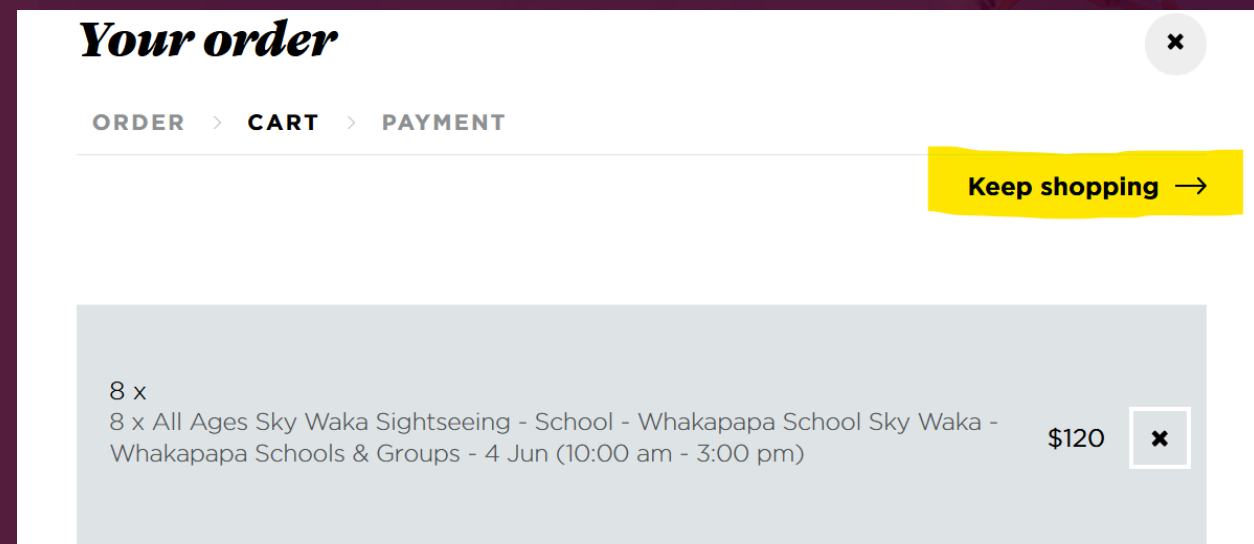 Your order
ORDER > CART > PAYMENT
Keep shopping →
8 x
8 x All Ages Sky Waka Sightseeing - School - Whakapapa School Sky Waka -
Whakapapa Schools & Groups - 4 Jun (10:00 am - 3:00 pm)
$120